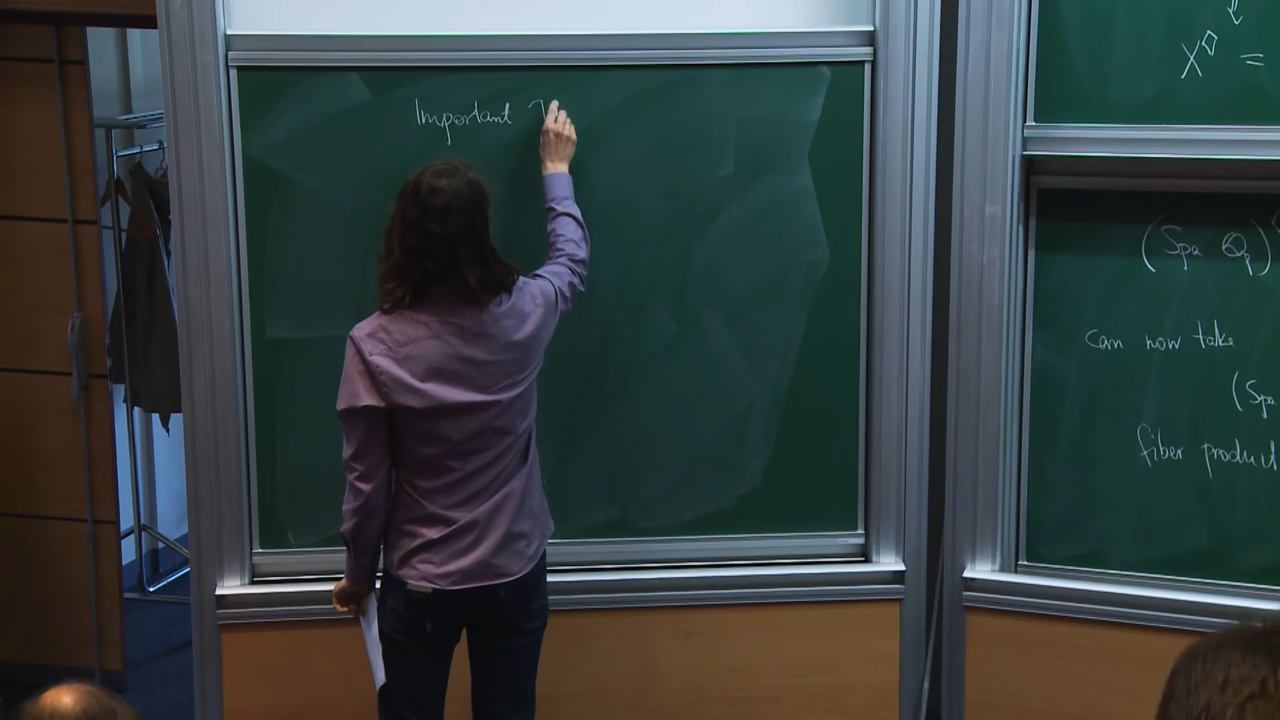 Important
X◇ =
(Spa Qp)
can now take
(Spa
fiber product